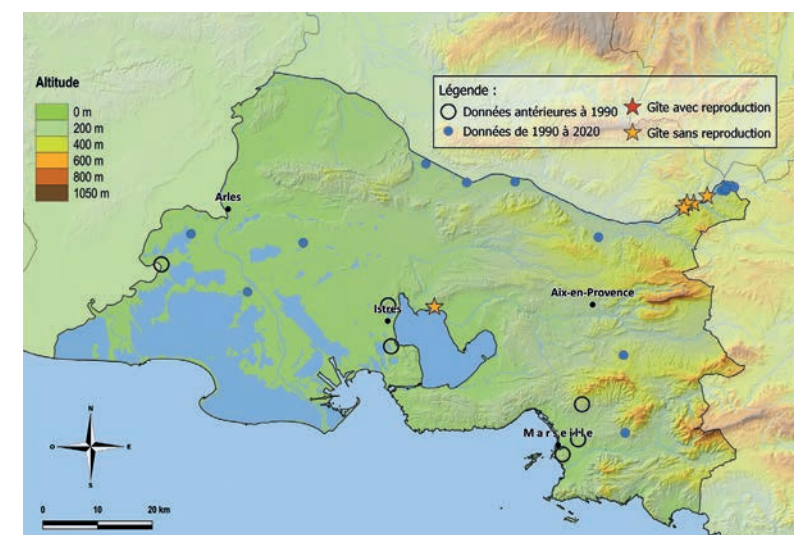 Altitude
0 m
200 m
400 m
600 m
800 m
1050 m
Légende :
Données antérieures à 1990
Gîte avec reproduction
Données de 1990 à 2020
Gîte sans reproduction
Arles
Istres
Aix-en-Provence
Marseille
N
O
E
S
0 10 20 km